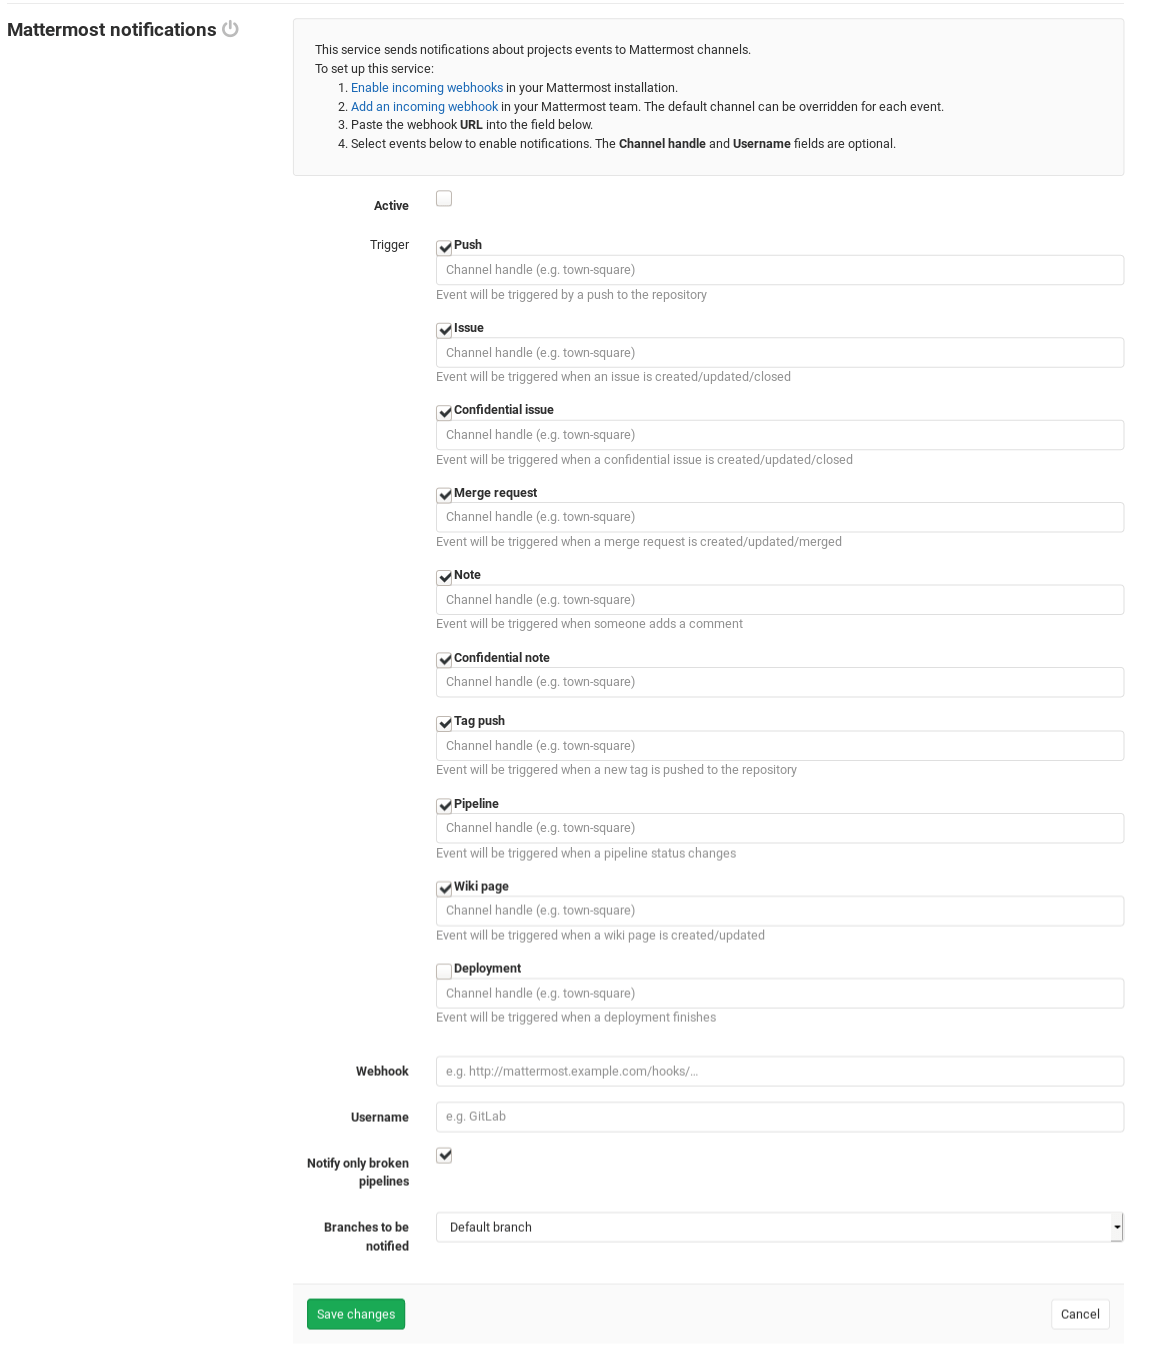 Mattermost notifications
This service sends notifications about projects events to Mattermost channels.
To set up this service:
1. Enable incoming webhooks in your Mattermost installation.
2. Add an incoming webhook in your Mattermost team. The default channel can be overridden for each event.
3. Paste the webhook URL into the field below.
4. Select events below to enable notifications. The Channel handle and Username fields are optional.
Active
Trigger
Push
Channel handle (e.g. town-square)
Event will be triggered by a push to the repository
Issue
Channel handle (e.g. town-square)
Event will be triggered when an issue is created/updated/closed
Confidential issue
Channel handle (e.g. town-square)
Event will be triggered when a confidential issue is created/updated/closed
Merge request
Channel handle (e.g. town-square)
Event will be triggered when a merge request is created/updated/merged
Note
Channel handle (e.g. town-square)
Event will be triggered when someone adds a comment
Confidential note
Channel handle (e.g. town-square)
Tag push
Channel handle (e.g. town-square)
Event will be triggered when a new tag is pushed to the repository
Pipeline
Channel handle (e.g. town-square)
Event will be triggered when a pipeline status changes
Wiki page
Channel handle (e.g. town-square)
Event will be triggered when a wiki page is created/updated
Deployment
Channel handle (e.g. town-square)
Event will be triggered when a deployment finishes
Webhook
e.g. http://mattermost.example.com/hooks/...
Username
e.g. GitLab
Notify only broken
pipelines
Branches to be
notified
Default branch
Save changes
Cancel